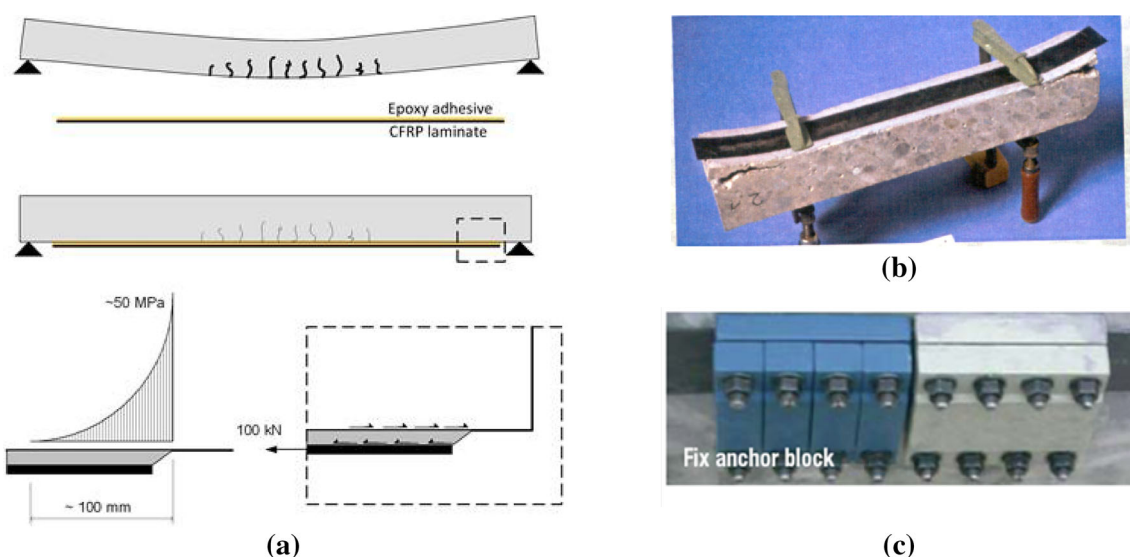 Epoxy adhesive
CFRP laminate
~50 MPa
100 kN
~ 100 mm
(a)
(b)
Fix anchor block
(c)